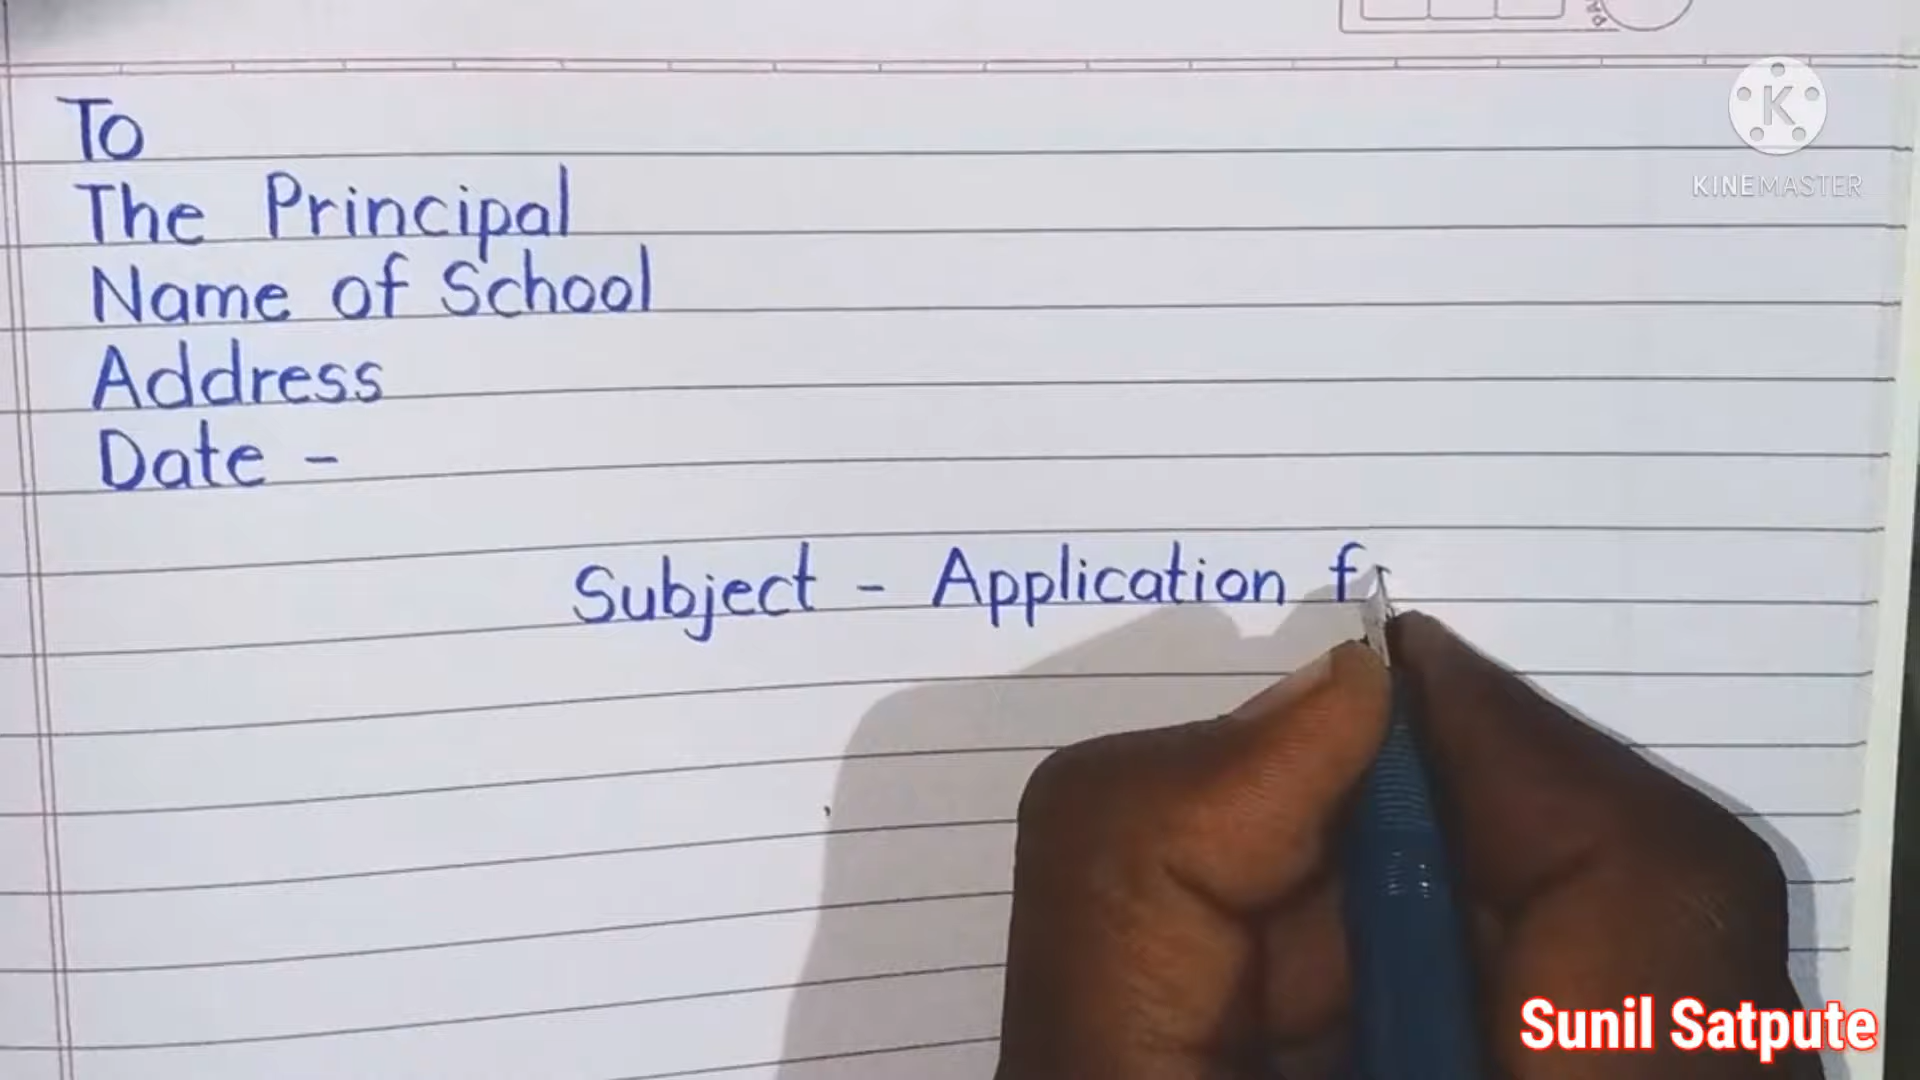 To
The Principal
Name of School
Address
Date -
Subject - Application f
KINEMASTER
Sunil Satpute